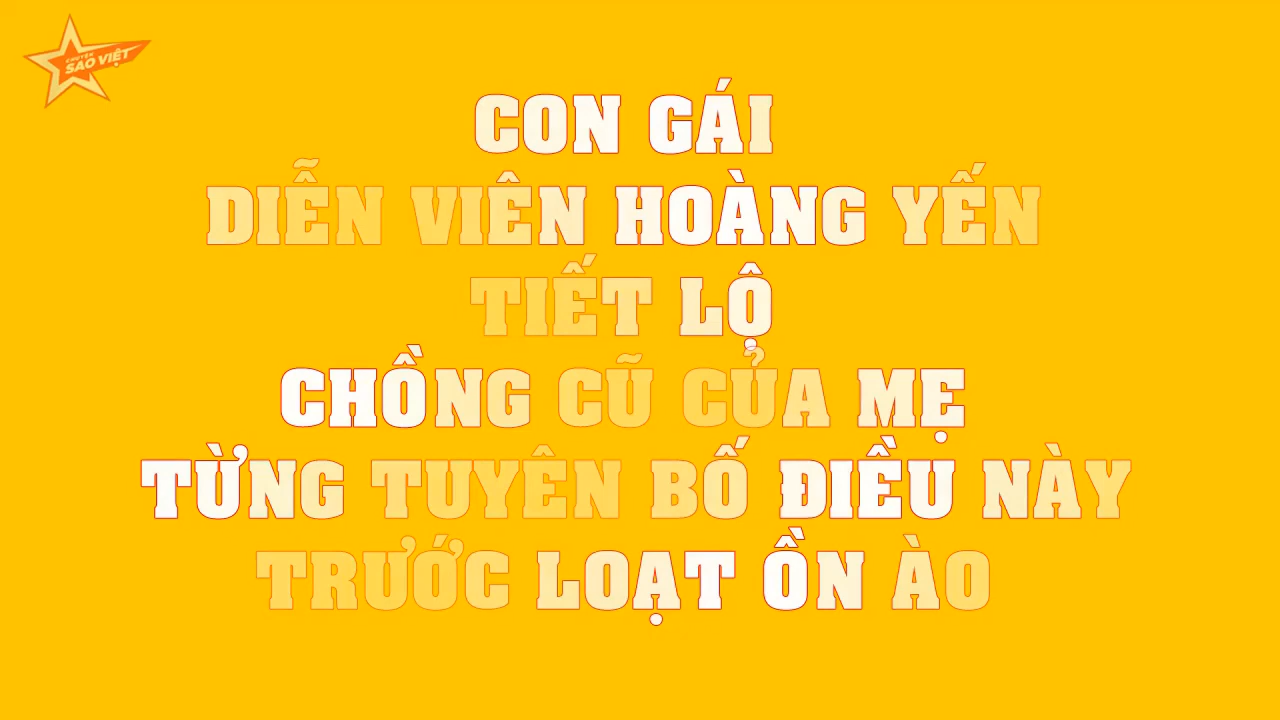 CHUYỆN
SAO VIỆT
CON GÁI
DIỄN VIÊN HOÀNG YẾN
TIẾT LỘ
CHỒNG CŨ CỦA MẸ
TỪNG TUYÊN BỐ ĐIỀU NÀY
TRƯỚC LOẠT ỒN ÀO